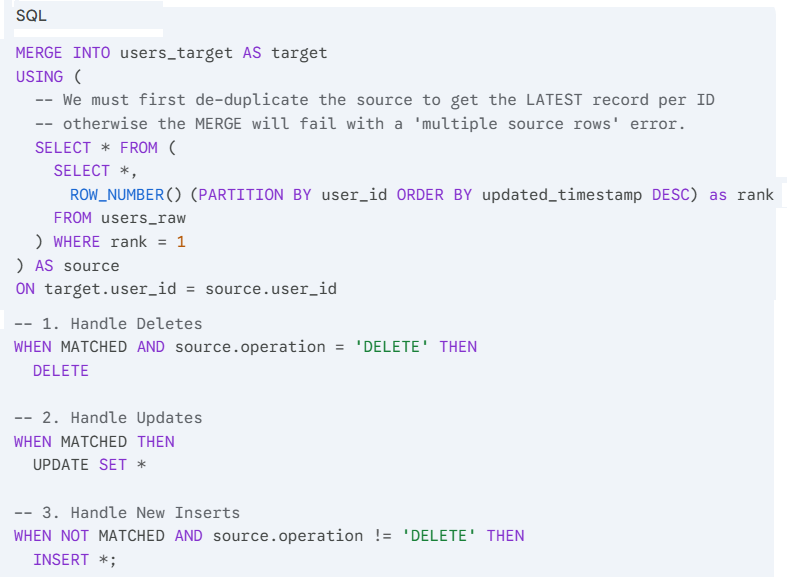 SQL
MERGE INTO users_target AS target
USING (
  -- We must first de-duplicate the source to get the LATEST record per ID
  -- otherwise the MERGE will fail with a 'multiple source rows' error.
  SELECT * FROM (
    SELECT *,
      ROW_NUMBER() (PARTITION BY user_id ORDER BY updated_timestamp DESC) as rank
    FROM users_raw
  ) WHERE rank = 1
) AS source
ON target.user_id = source.user_id
-- 1. Handle Deletes
WHEN MATCHED AND source.operation = 'DELETE' THEN
  DELETE
-- 2. Handle Updates
WHEN MATCHED THEN
  UPDATE SET *
-- 3. Handle New Inserts
WHEN NOT MATCHED AND source.operation != 'DELETE' THEN
  INSERT *;